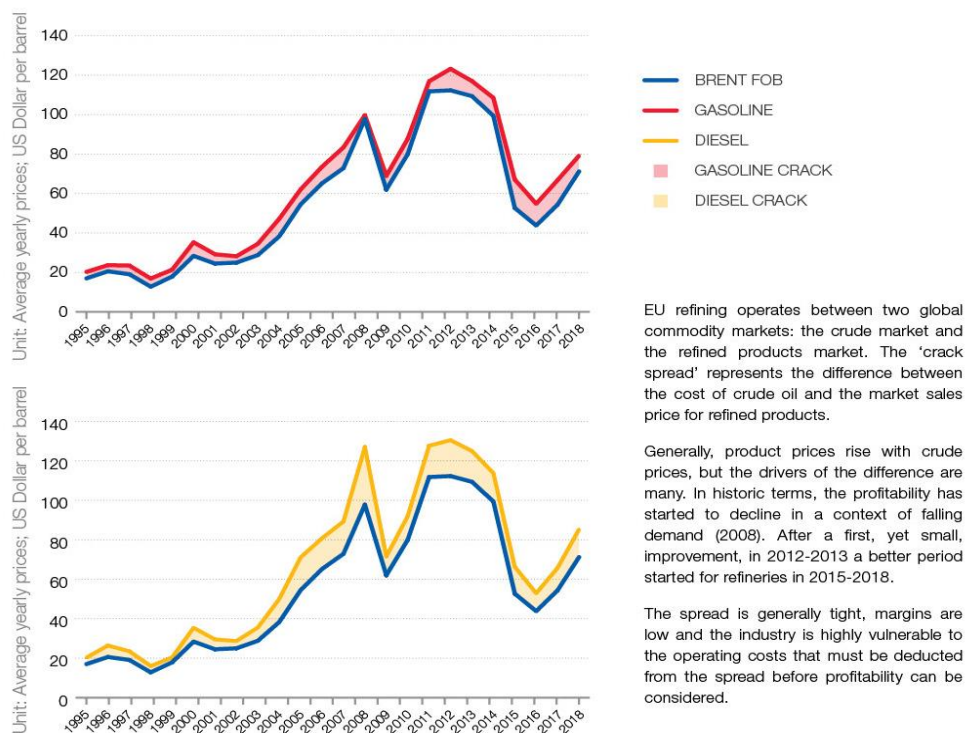 Unit: Average yearly prices; US Dollar per barrel
140
120
100
80
60
40
20
0
1995 1996 1997 1998 1999 2000 2001 2002 2003 2004 2005 2006 2007 2008 2009 2010 2011 2012 2013 2014 2015 2016 2017 2018
BRENT FOB
GASOLINE
DIESEL
GASOLINE CRACK
DIESEL CRACK
Unit: Average yearly prices; US Dollar per barrel
140
120
100
80
60
40
20
0
1995 1996 1997 1998 1999 2000 2001 2002 2003 2004 2005 2006 2007 2008 2009 2010 2011 2012 2013 2014 2015 2016 2017 2018
EU refining operates between two global
commodity markets: the crude market and
the refined products market. The ‘crack
spread’ represents the difference between
the cost of crude oil and the market sales
price for refined products.
Generally, product prices rise with crude
prices, but the drivers of the difference are
many. In historic terms, the profitability has
started to decline in a context of falling
demand (2008). After a first, yet small,
improvement, in 2012-2013 a better period
started for refineries in 2015-2018.
The spread is generally tight, margins are
low and the industry is highly vulnerable to
the operating costs that must be deducted
from the spread before profitability can be
considered.